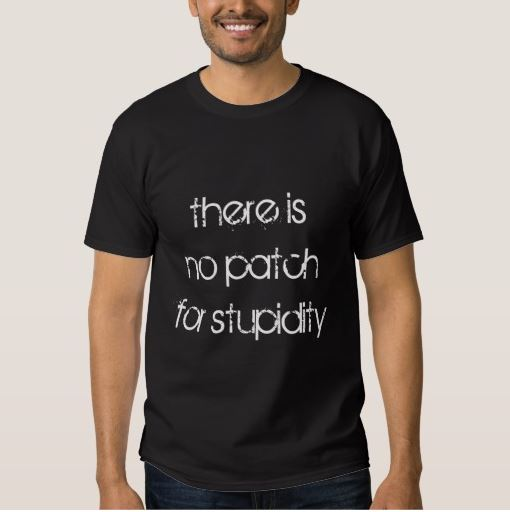 there is
no patch
for stupidity